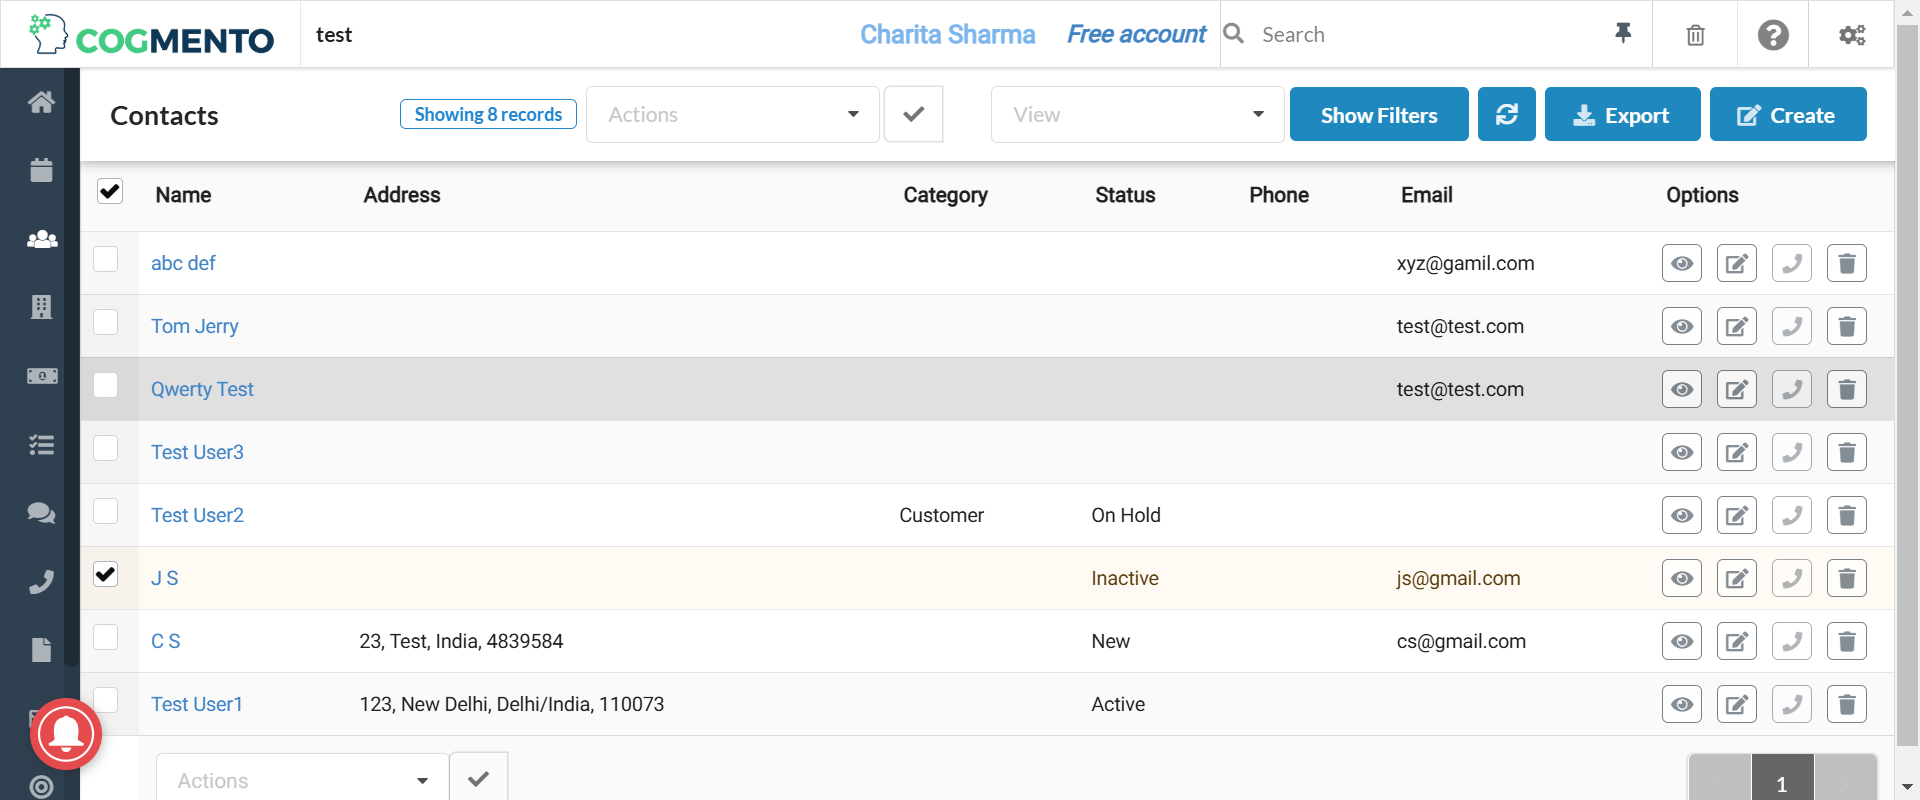 COGMENTO test Charita Sharma Free account Search
Contacts Showing 8 records Actions View Show Filters Export Create
Name Address Category Status Phone Email Options
abc def xyz@gamil.com
Tom Jerry test@test.com
Qwerty Test test@test.com
Test User3
Test User2 Customer On Hold
J S Inactive js@gmail.com
C S 23, Test, India, 4839584 New cs@gmail.com
Test User1 123, New Delhi, Delhi/India, 110073 Active
Actions 1